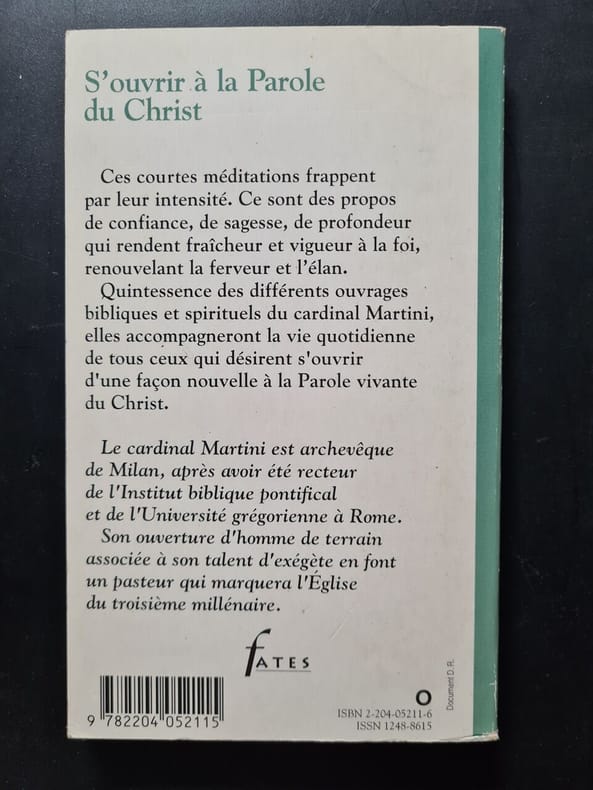 S'ouvrir à la Parole
du Christ
Ces courtes méditations frappent
par leur intensité. Ce sont des propos
de confiance, de sagesse, de profondeur
qui rendent fraîcheur et vigueur à la foi,
renouvelant la ferveur et l'élan.
Quintessence des différents ouvrages
bibliques et spirituels du cardinal Martini,
elles accompagneront la vie quotidienne
de tous ceux qui désirent s'ouvrir
d'une façon nouvelle à la Parole vivante
du Christ.
Le cardinal Martini est archevêque
de Milan, après avoir été recteur
de l'Institut biblique pontifical
et de l'Université grégorienne à Rome.
Son ouverture d'homme de terrain
associée à son talent d'exégète en font
un pasteur qui marquera l'Église
du troisième millénaire.
fATES
9 782204 052115
ISBN 2-204-05211-6
ISSN 1248-8615
Document D. R.